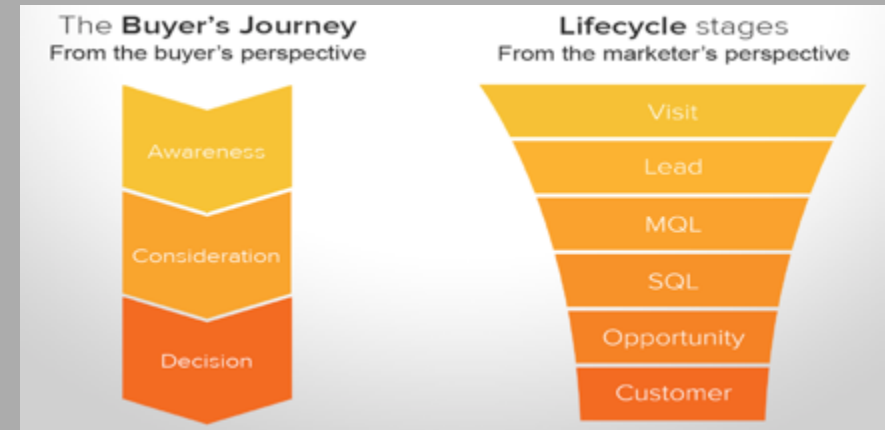 The Buyer's Journey
From the buyer's perspective
Awareness
Consideration
Decision
Lifecycle stages
From the marketer's perspective
Visit
Lead
MQL
SQL
Opportunity
Customer